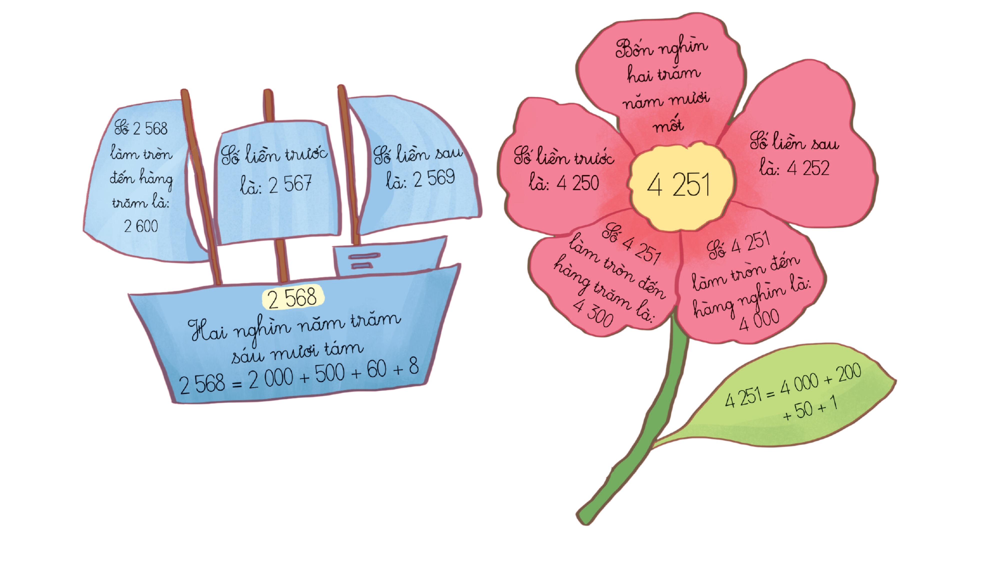 Số 2 568
làm tròn
đến hàng
trăm là:
2 600
Số liền trước
là: 2 567
Số liền sau
là: 2 569
2 568
Hai nghìn năm trăm
sáu mươi tám
2 568 = 2 000 + 500 + 60 + 8
Bốn nghìn
hai trăm
năm mươi
mốt
Số liền trước
là: 4 250
4 251
Số liền sau
là: 4 252
Số 4 251
làm tròn đến
hàng trăm là:
4 300
Số 4 251
làm tròn đến
hàng nghìn là:
4 000
4 251 = 4 000 + 200
+ 50 + 1